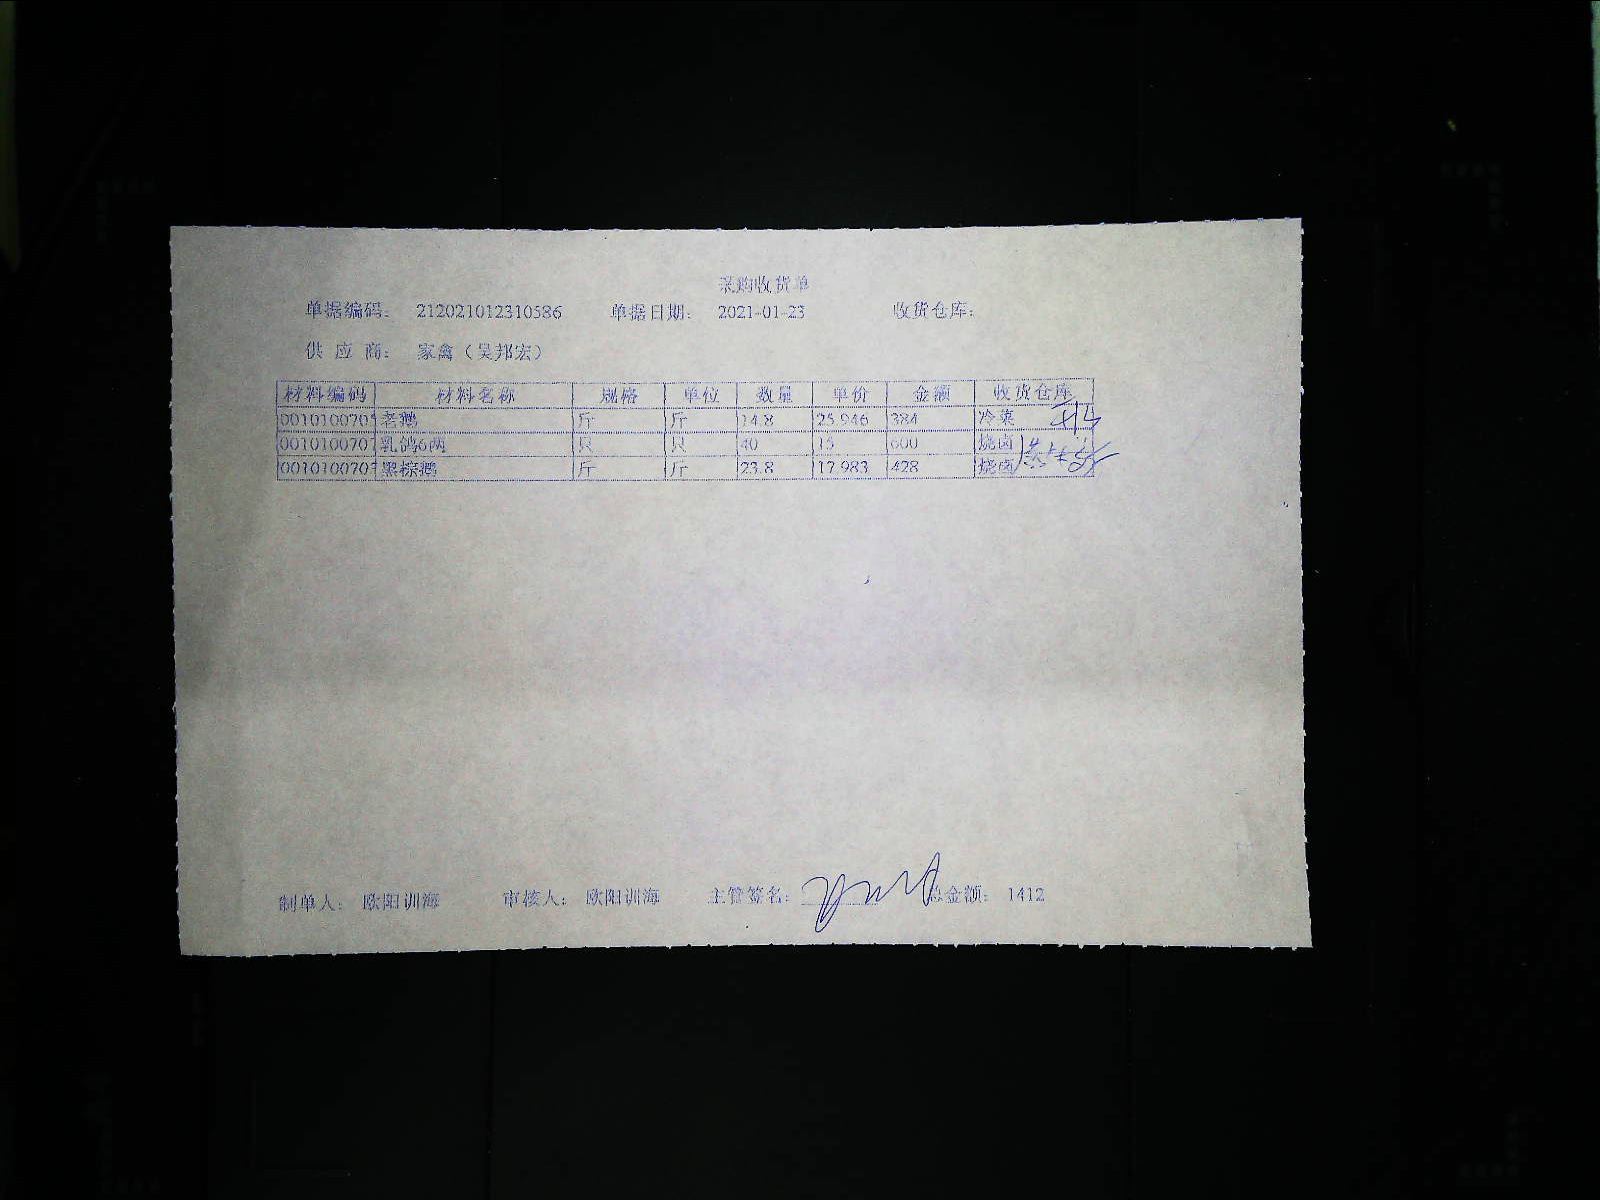 采购收货单
单据编码: 212021012310586 单据日期: 2021-01-23 收货仓库:
供 应 商: 家禽（吴邦宏）
材料编码 材料名称 规格 单位 数量 单价 金额 收货仓库
001010070 老鹅 斤 斤 14.8 25.946 384 冷菜
001010070 乳鸽6两 只 只 40 15 600 烧卤
001010070 黑棕鹅 斤 斤 23.8 17.983 428 烧卤
制单人: 欧阳训海 审核人: 欧阳训海 主管签名: 总金额: 1412